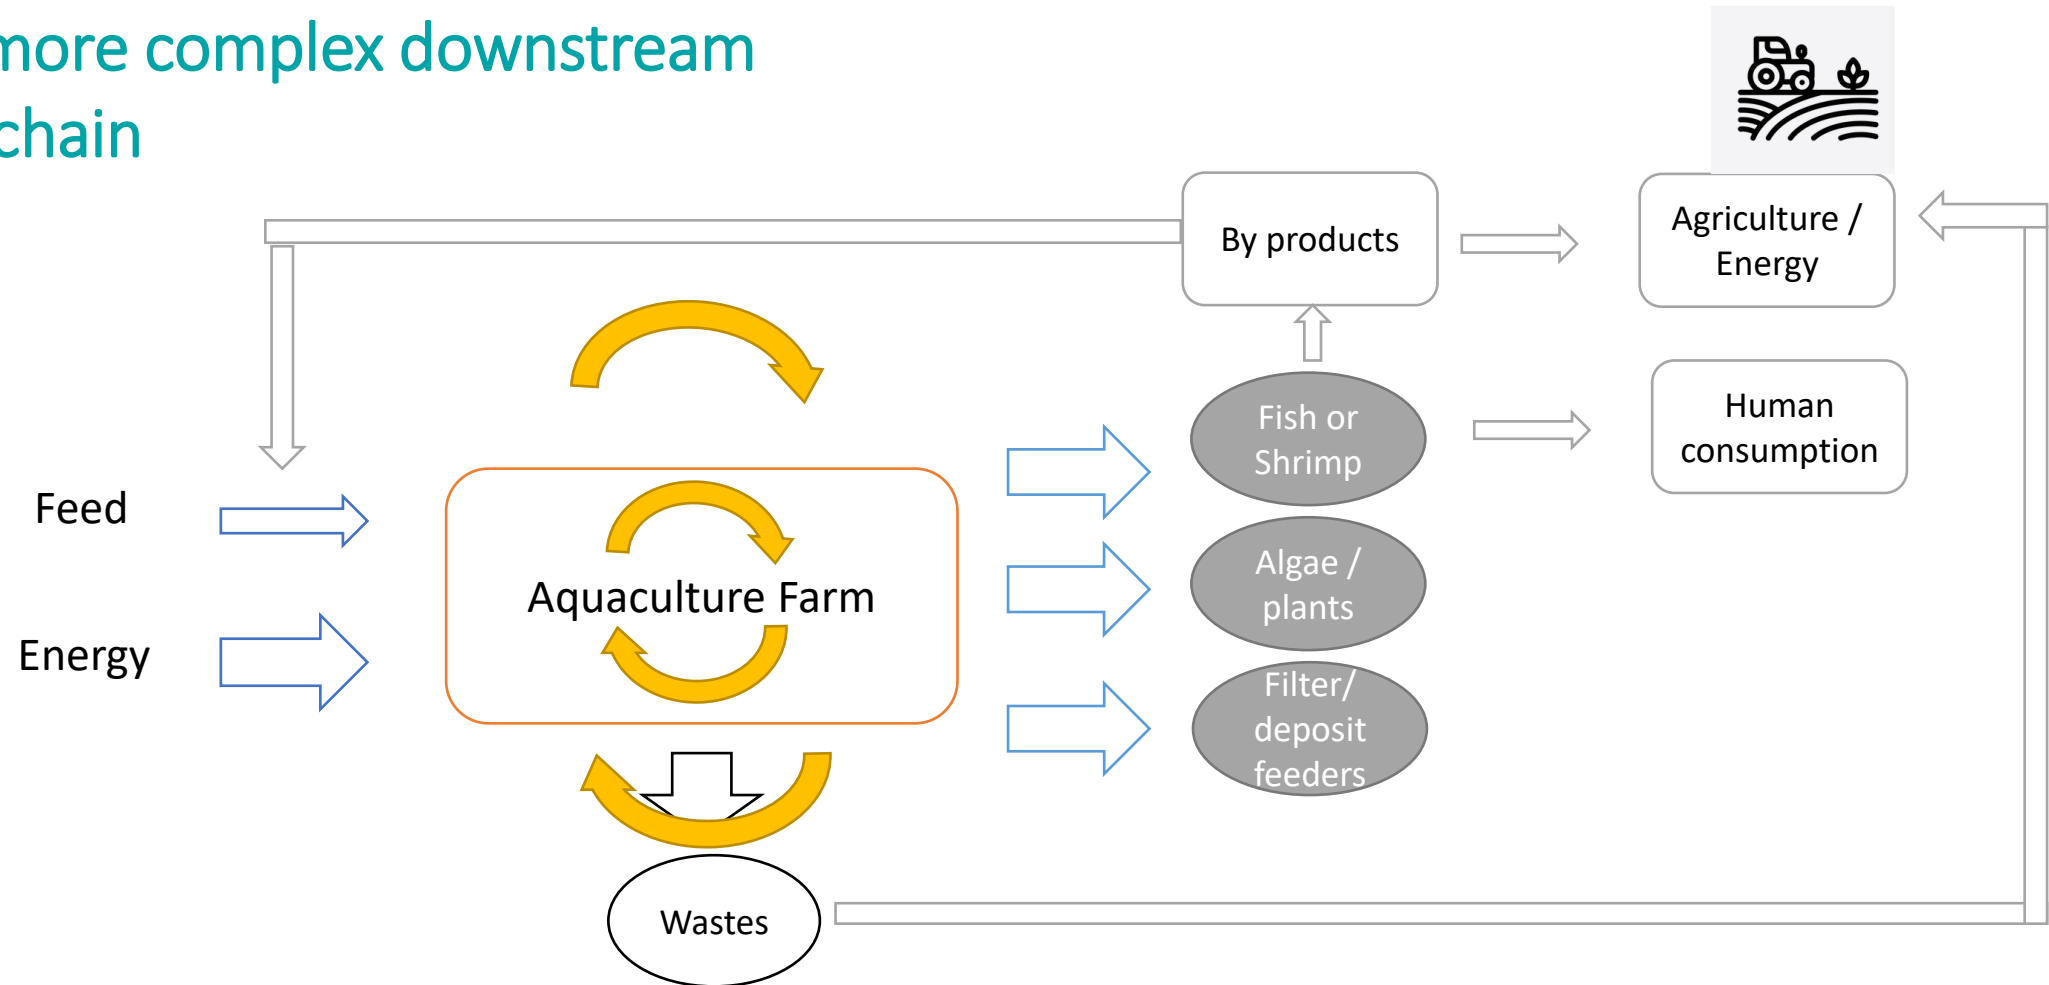 more complex downstream
chain
By products
Agriculture /
Energy
Fish or
Shrimp
Human
consumption
Feed
Aquaculture Farm
Algae /
plants
Energy
Filter/
deposit
feeders
Wastes